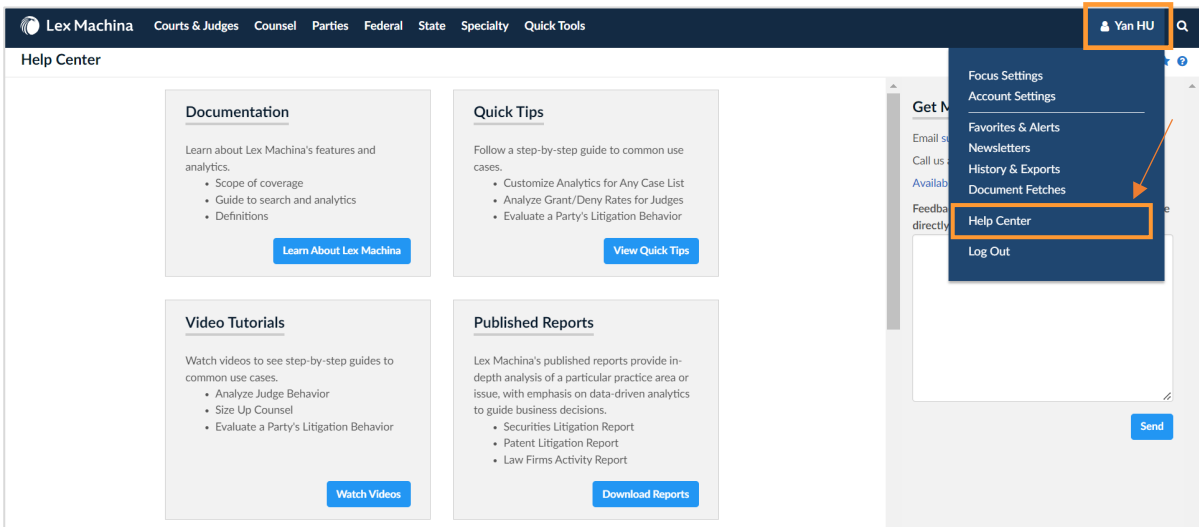 Lex Machina Courts & Judges Counsel Parties Federal State Specialty Quick Tools Yan HU
Help Center
Documentation
Learn about Lex Machina's features and
analytics.
• Scope of coverage
• Guide to search and analytics
• Definitions
Learn About Lex Machina
Quick Tips
Follow a step-by-step guide to common use
cases.
• Customize Analytics for Any Case List
• Analyze Grant/Deny Rates for Judges
• Evaluate a Party's Litigation Behavior
View Quick Tips
Video Tutorials
Watch videos to see step-by-step guides to
common use cases.
• Analyze Judge Behavior
• Size Up Counsel
• Evaluate a Party's Litigation Behavior
Watch Videos
Published Reports
Lex Machina's published reports provide in-
depth analysis of a particular practice area or
issue, with emphasis on data-driven analytics
to guide business decisions.
• Securities Litigation Report
• Patent Litigation Report
• Law Firms Activity Report
Download Reports
Get
Email
Call us
directly
Send
Focus Settings
Account Settings
Favorites & Alerts
Newsletters
History & Exports
Document Fetches
Help Center
Log Out